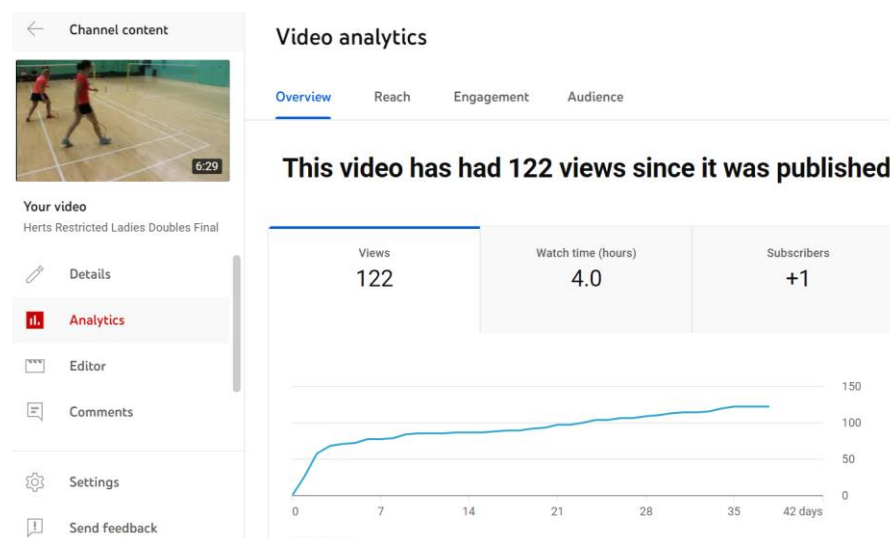 Channel content
6:29
Your video
Herts Restricted Ladies Doubles Final
Details
Analytics
Editor
Comments
Settings
Send feedback
Video analytics
Overview Reach Engagement Audience
This video has had 122 views since it was published
Views Watch time (hours) Subscribers
122 4.0 +1
150
100
50
0
0 7 14 21 28 35 42 days